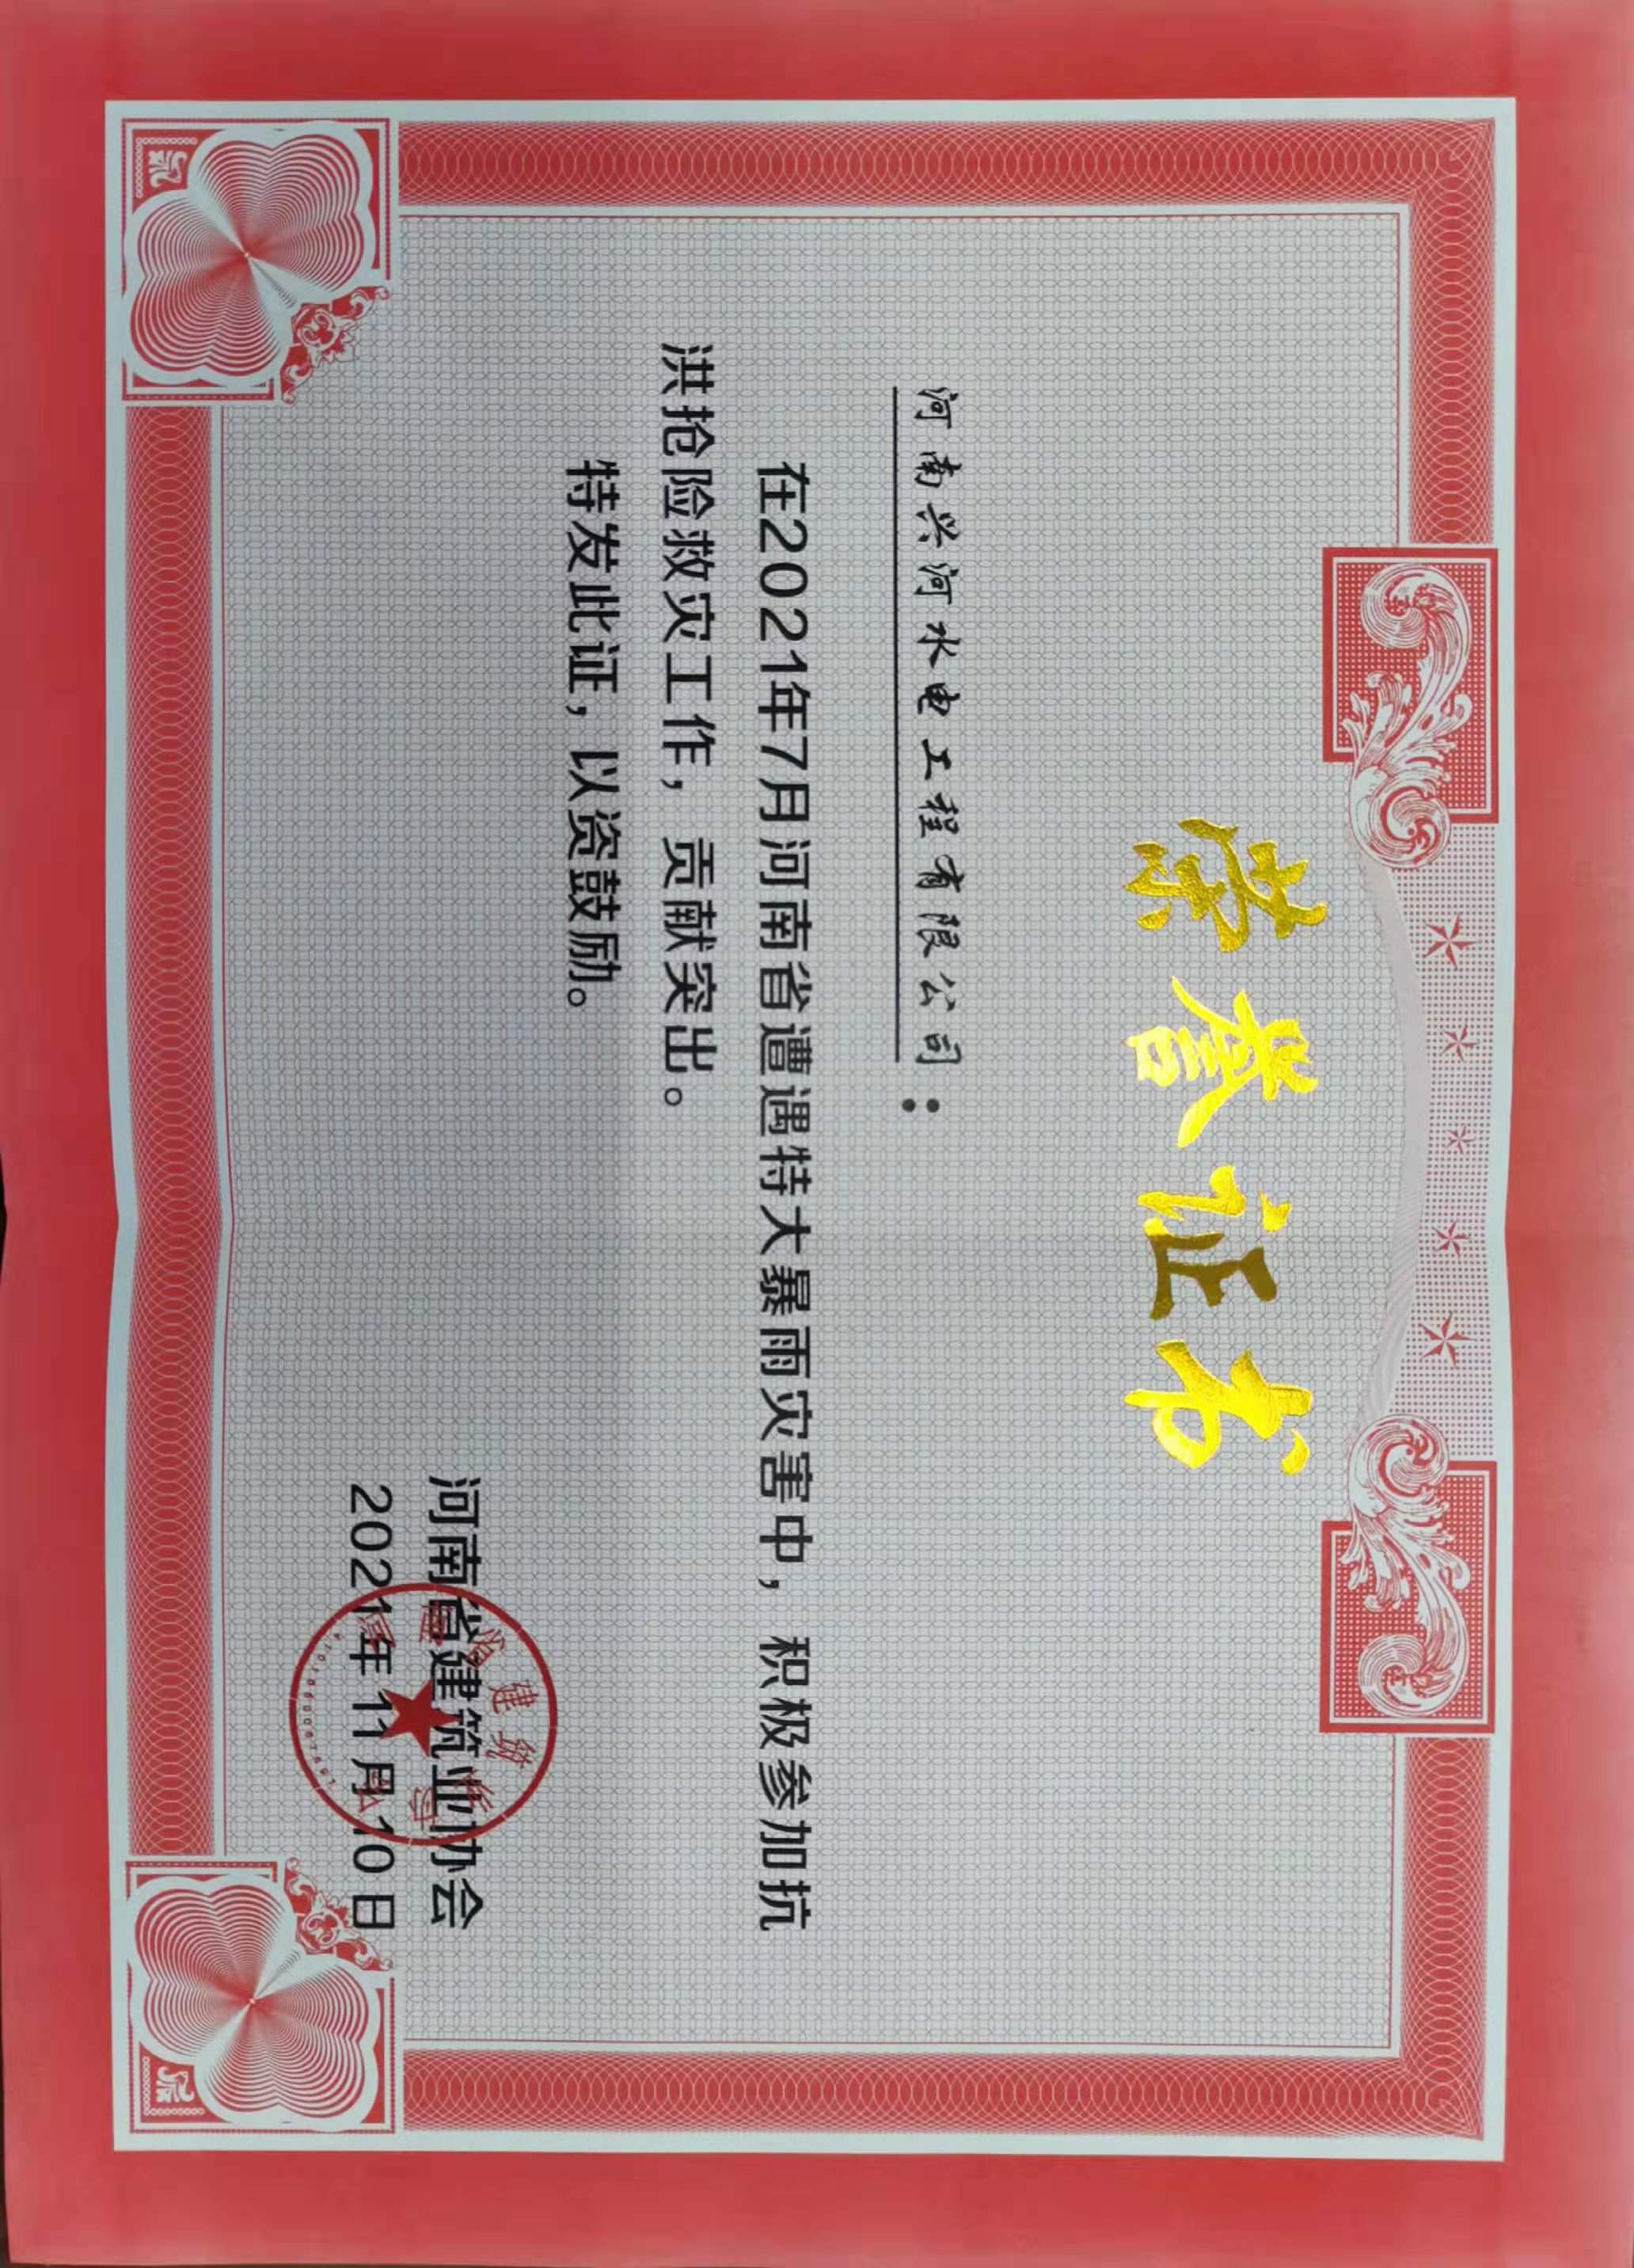 荣誉证书
河南兴河水电工程有限公司：
在2021年7月河南省遭遇特大暴雨灾害中，积极参加抗
洪抢险救灾工作，贡献突出。
特发此证，以资鼓励。
河南省建筑业协会
2021年11月10日